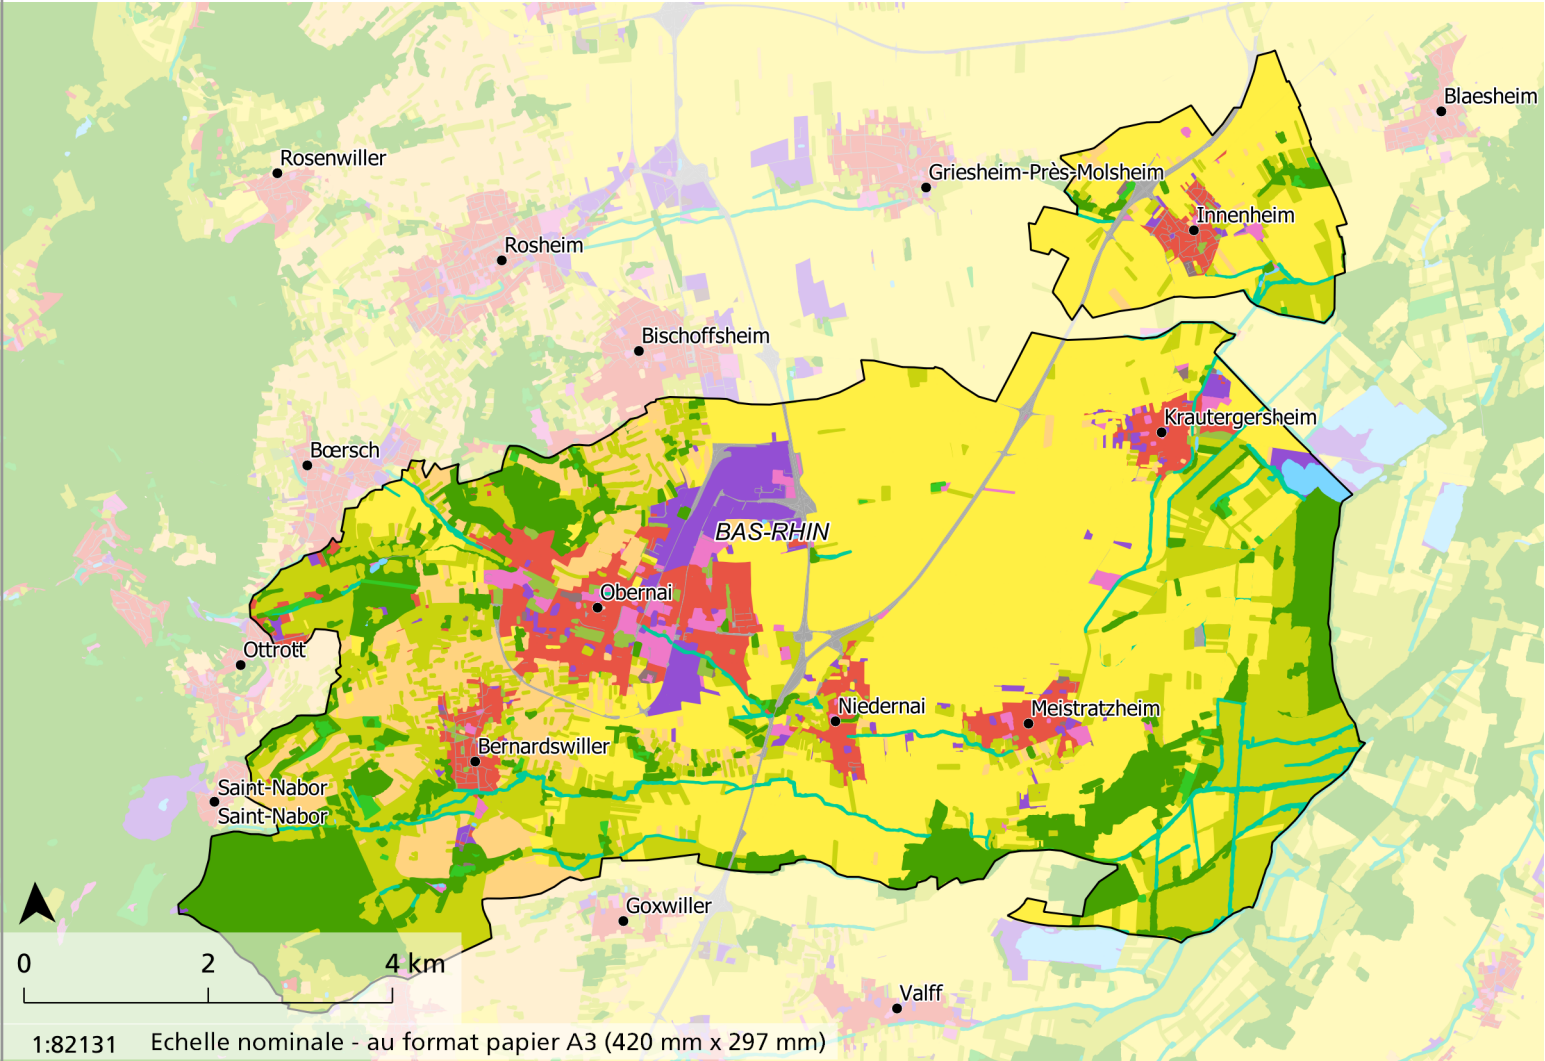 Blaesheim
Rosenwiller
Griesheim-Près-Molsheim
Innenheim
Rosheim
Bischoffsheim
Krautergersheim
Bœrsch
BAS-RHIN
Obernai
Ottrott
Niedernai
Meistratzheim
Bernardswiller
Saint-Nabor
Saint-Nabor
Goxwiller
Valff
0 2 4 km
1:82131 Echelle nominale - au format papier A3 (420 mm x 297 mm)